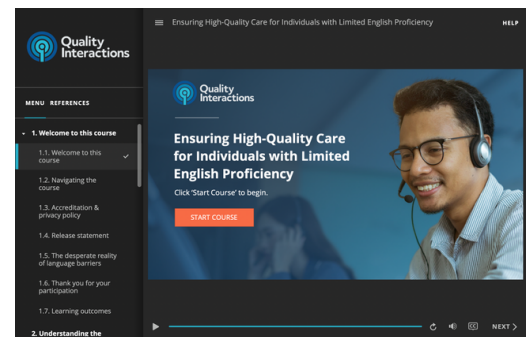 Quality
Interactions
Ensuring High-Quality Care for Individuals with Limited English Proficiency
HELP
MENU REFERENCES
1. Welcome to this course
1.1. Welcome to this
course
1.2. Navigating the
course
1.3. Accreditation &
privacy policy
1.4. Release statement
1.5. The desperate reality
of language barriers
1.6. Thank you for your
participation
1.7. Learning outcomes
2. Understanding the
Quality
Interactions
Ensuring High-Quality Care
for Individuals with Limited
English Proficiency
Click 'Start Course' to begin.
START COURSE
CC
NEXT